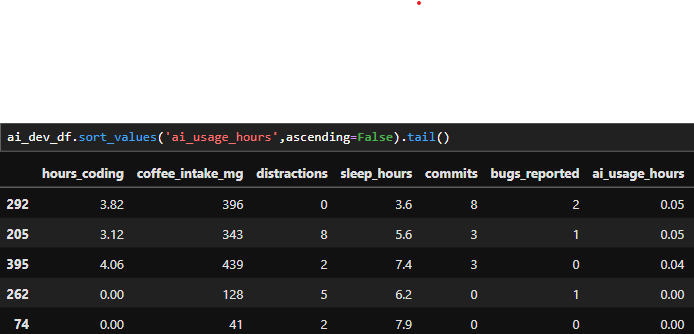 ai_dev_df.sort_values('ai_usage_hours',ascending=False).tail()
hours_coding coffee_intake_mg distractions sleep_hours commits bugs_reported ai_usage_hours
292 3.82 396 0 3.6 8 2 0.05
205 3.12 343 8 5.6 3 1 0.05
395 4.06 439 2 7.4 3 0 0.04
262 0.00 128 5 6.2 0 1 0.00
74 0.00 41 2 7.9 0 0 0.00